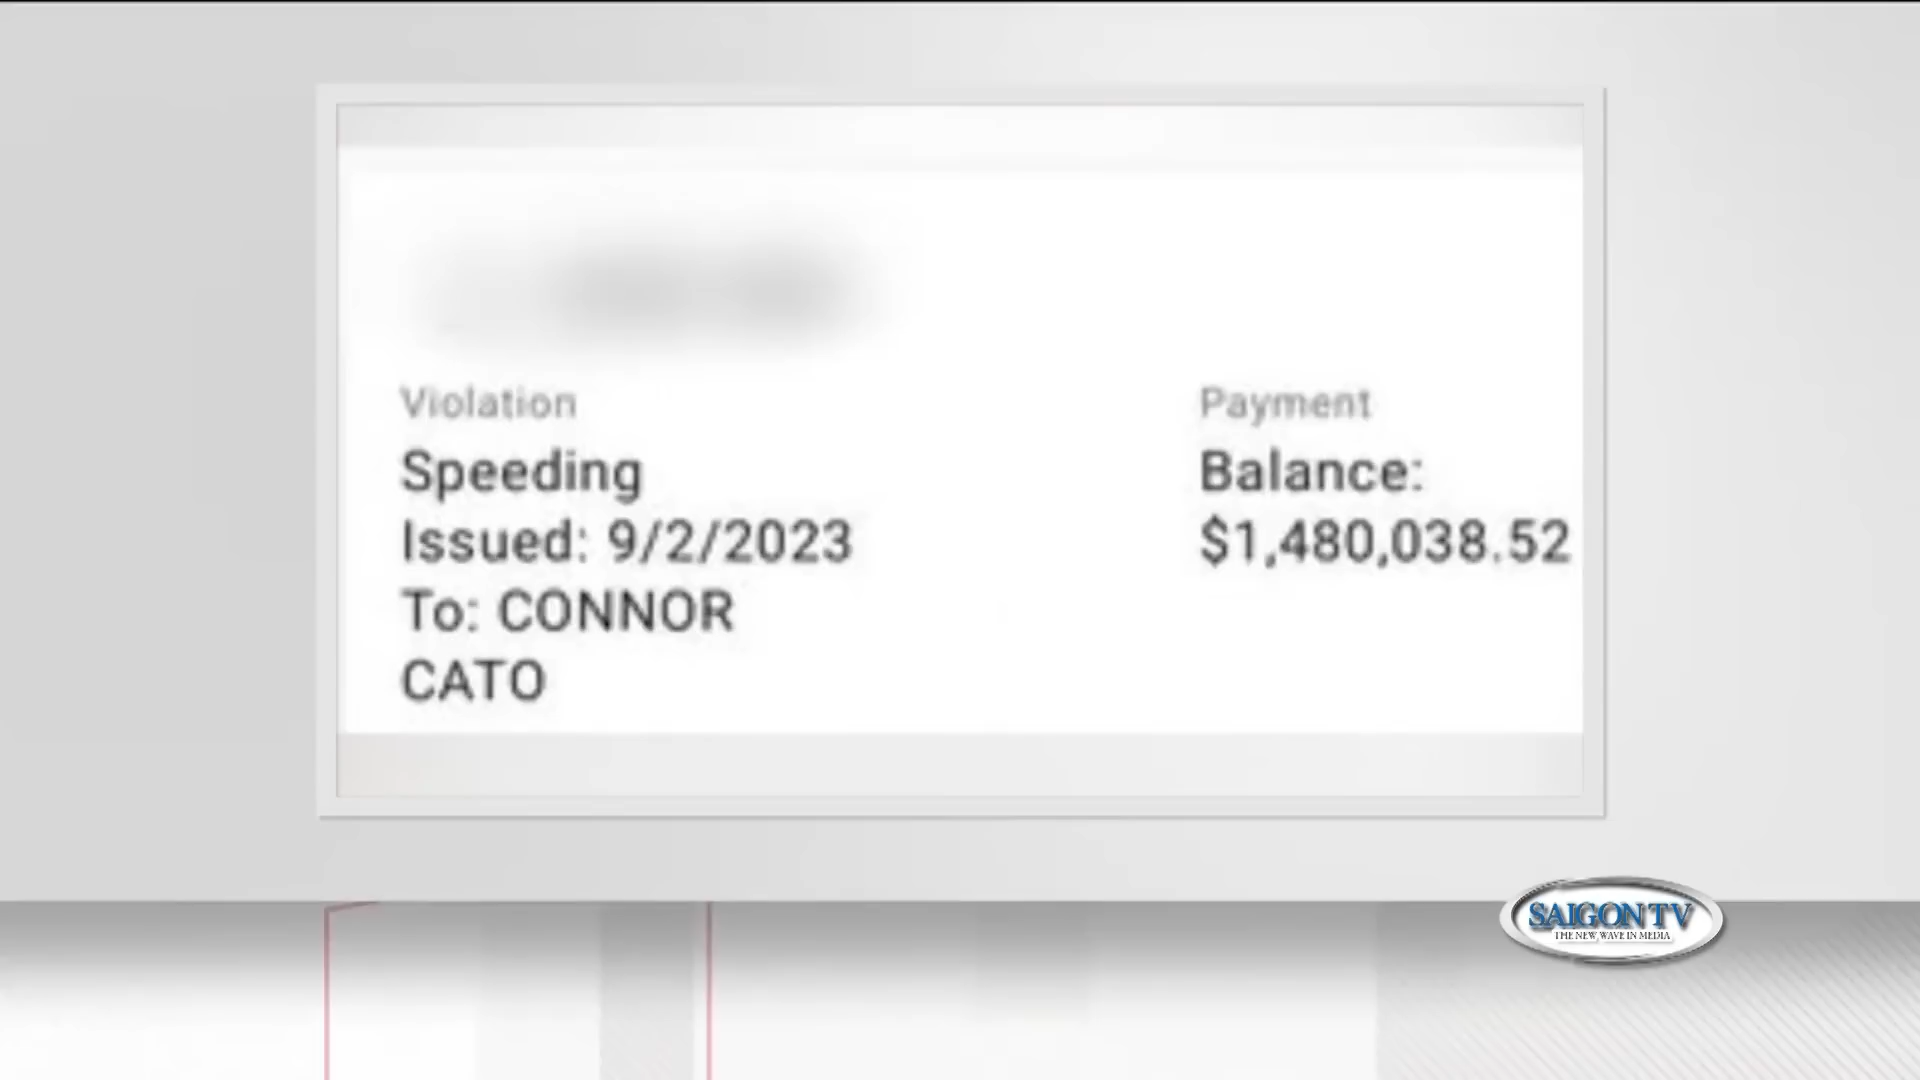 Violation
Speeding
Issued: 9/2/2023
To: CONNOR
CATO
Payment
Balance:
$1,480,038.52
SAIGON TV
THE NEW WAVE IN MEDIA